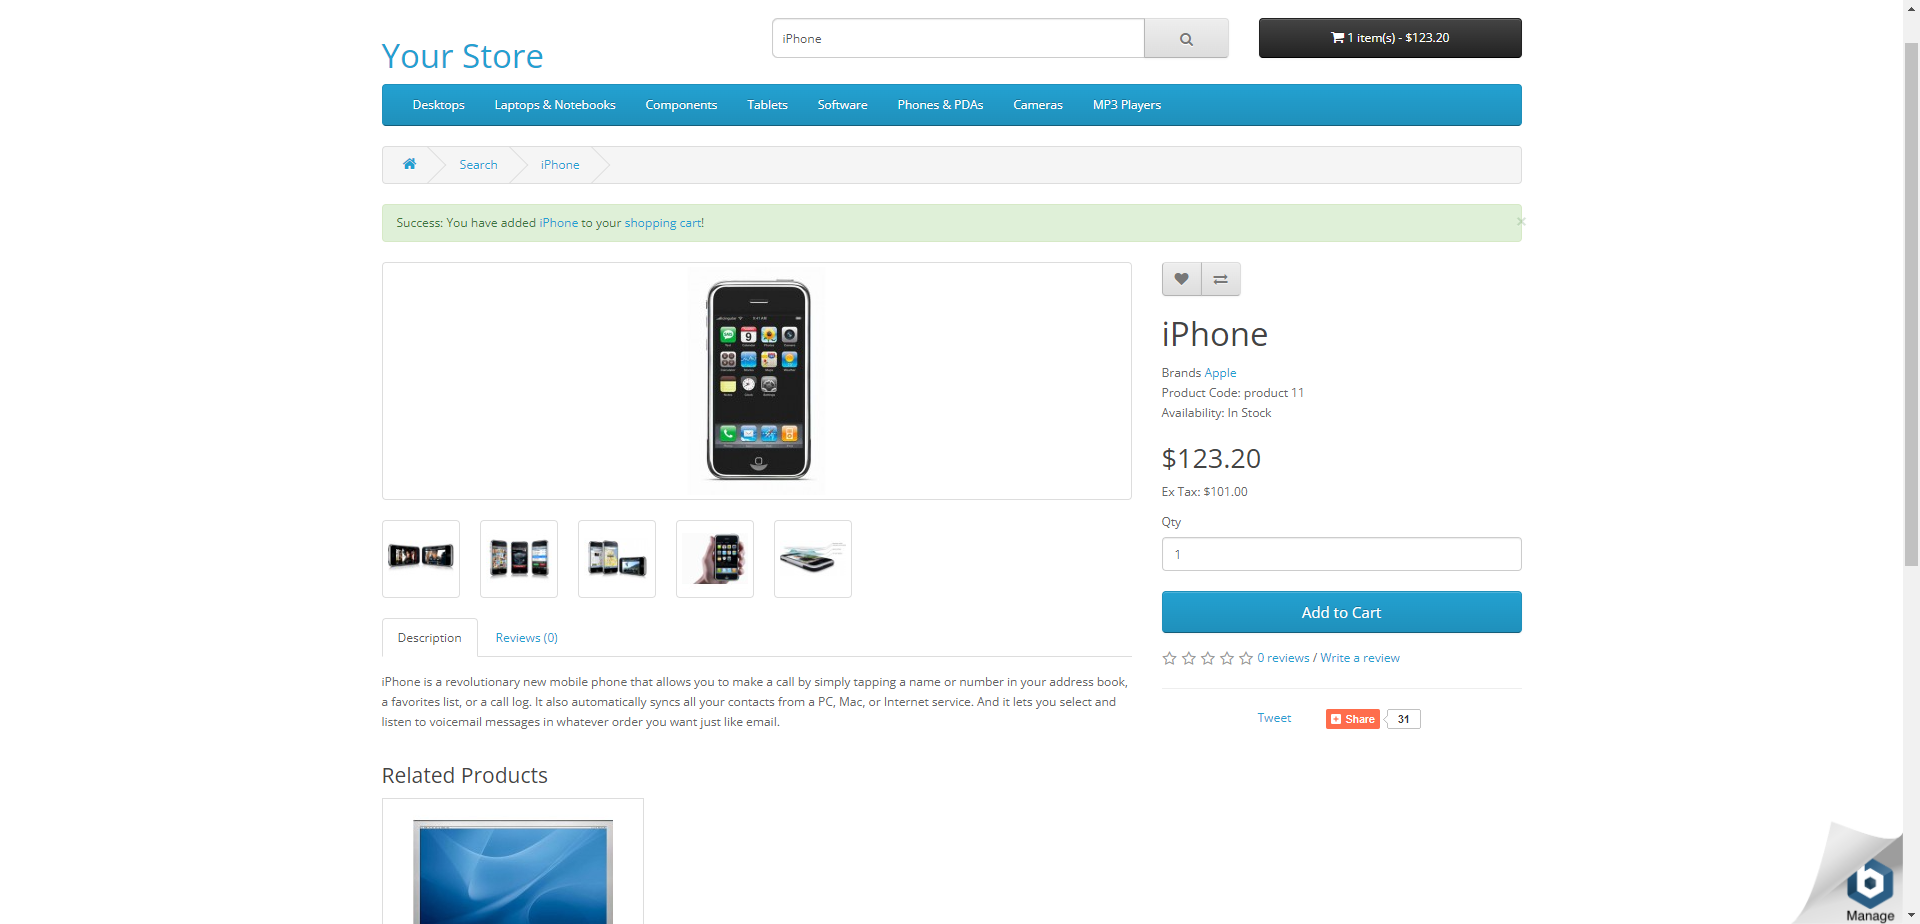 iPhone
1 item(s) - $123.20
Your Store
Desktops Laptops & Notebooks Components Tablets Software Phones & PDAs Cameras MP3 Players
Search iPhone
Success: You have added iPhone to your shopping cart!
×
iPhone
Brands Apple
Product Code: product 11
Availability: In Stock
$123.20
Ex Tax: $101.00
Qty
1
Add to Cart
0 reviews / Write a review
Tweet Share 31
Description Reviews (0)
iPhone is a revolutionary new mobile phone that allows you to make a call by simply tapping a name or number in your address book,
a favorites list, or a call log. It also automatically syncs all your contacts from a PC, Mac, or Internet service. And it lets you select and
listen to voicemail messages in whatever order you want just like email.
Related Products
b
Manage